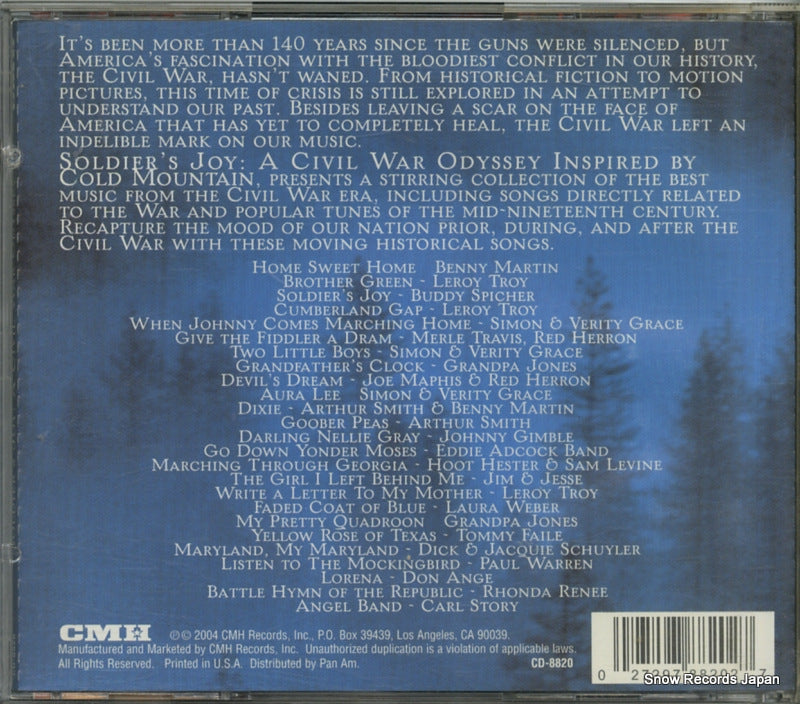 It's been more than 140 years since the guns were silenced, but
America's fascination with the bloodiest conflict in our history,
the Civil War, hasn't waned. From historical fiction to motion
pictures, this time of crisis is still explored in an attempt to
understand our past. Besides leaving a scar on the face of
America that has yet to completely heal, the Civil War left an
indelible mark on our music.
Soldier's Joy: A Civil War Odyssey Inspired by
Cold Mountain, presents a stirring collection of the best
music from the Civil War era, including songs directly related
to the War and popular tunes of the mid-nineteenth century.
Recapture the mood of our nation prior, during, and after the
Civil War with these moving historical songs.
Home Sweet Home Benny Martin
Brother Green - Leroy Troy
Soldier's Joy - Buddy Spicher
Cumberland Gap - Leroy Troy
When Johnny Comes Marching Home - Simon & Verity Grace
Give the Fiddler a Dram - Merle Travis, Red Herron
Two Little Boys - Simon & Verity Grace
Grandfather's Clock - Grandpa Jones
Devil's Dream - Joe Maphis & Red Herron
Aura Lee Simon & Verity Grace
Dixie - Arthur Smith & Benny Martin
Goober Peas - Arthur Smith
Darling Nellie Gray - Johnny Gimble
Go Down Yonder Moses - Eddie Adcock Band
Marching Through Georgia - Hoot Hester & Sam Levine
The Girl I Left Behind Me - Jim & Jesse
Write a Letter To My Mother - Leroy Troy
Faded Coat of Blue - Laura Weber
My Pretty Quadroon Grandpa Jones
Yellow Rose of Texas - Tommy Faile
Maryland, My Maryland - Dick & Jacquie Schuyler
Listen to The Mockingbird - Paul Warren
Lorena - Don Ange
Battle Hymn of the Republic - Rhonda Renee
Angel Band - Carl Story
CMH ℗© 2004 CMH Records, Inc., P.O. Box 39439, Los Angeles, CA 90039.
Manufactured and Marketed by CMH Records, Inc. Unauthorized duplication is a violation of applicable laws.
All Rights Reserved. Printed in U.S.A. Distributed by Pan Am.
CD-8820
Snow Records Japan